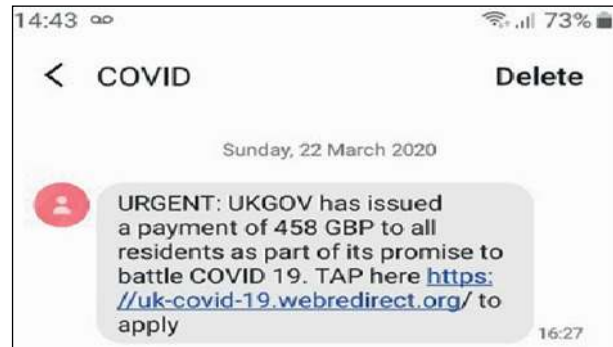 14:43 73%
< COVID Delete
Sunday, 22 March 2020
URGENT: UKGOV has issued
a payment of 458 GBP to all
residents as part of its promise to
battle COVID 19. TAP here https:
//uk-covid-19.webredirect.org/ to
apply
16:27